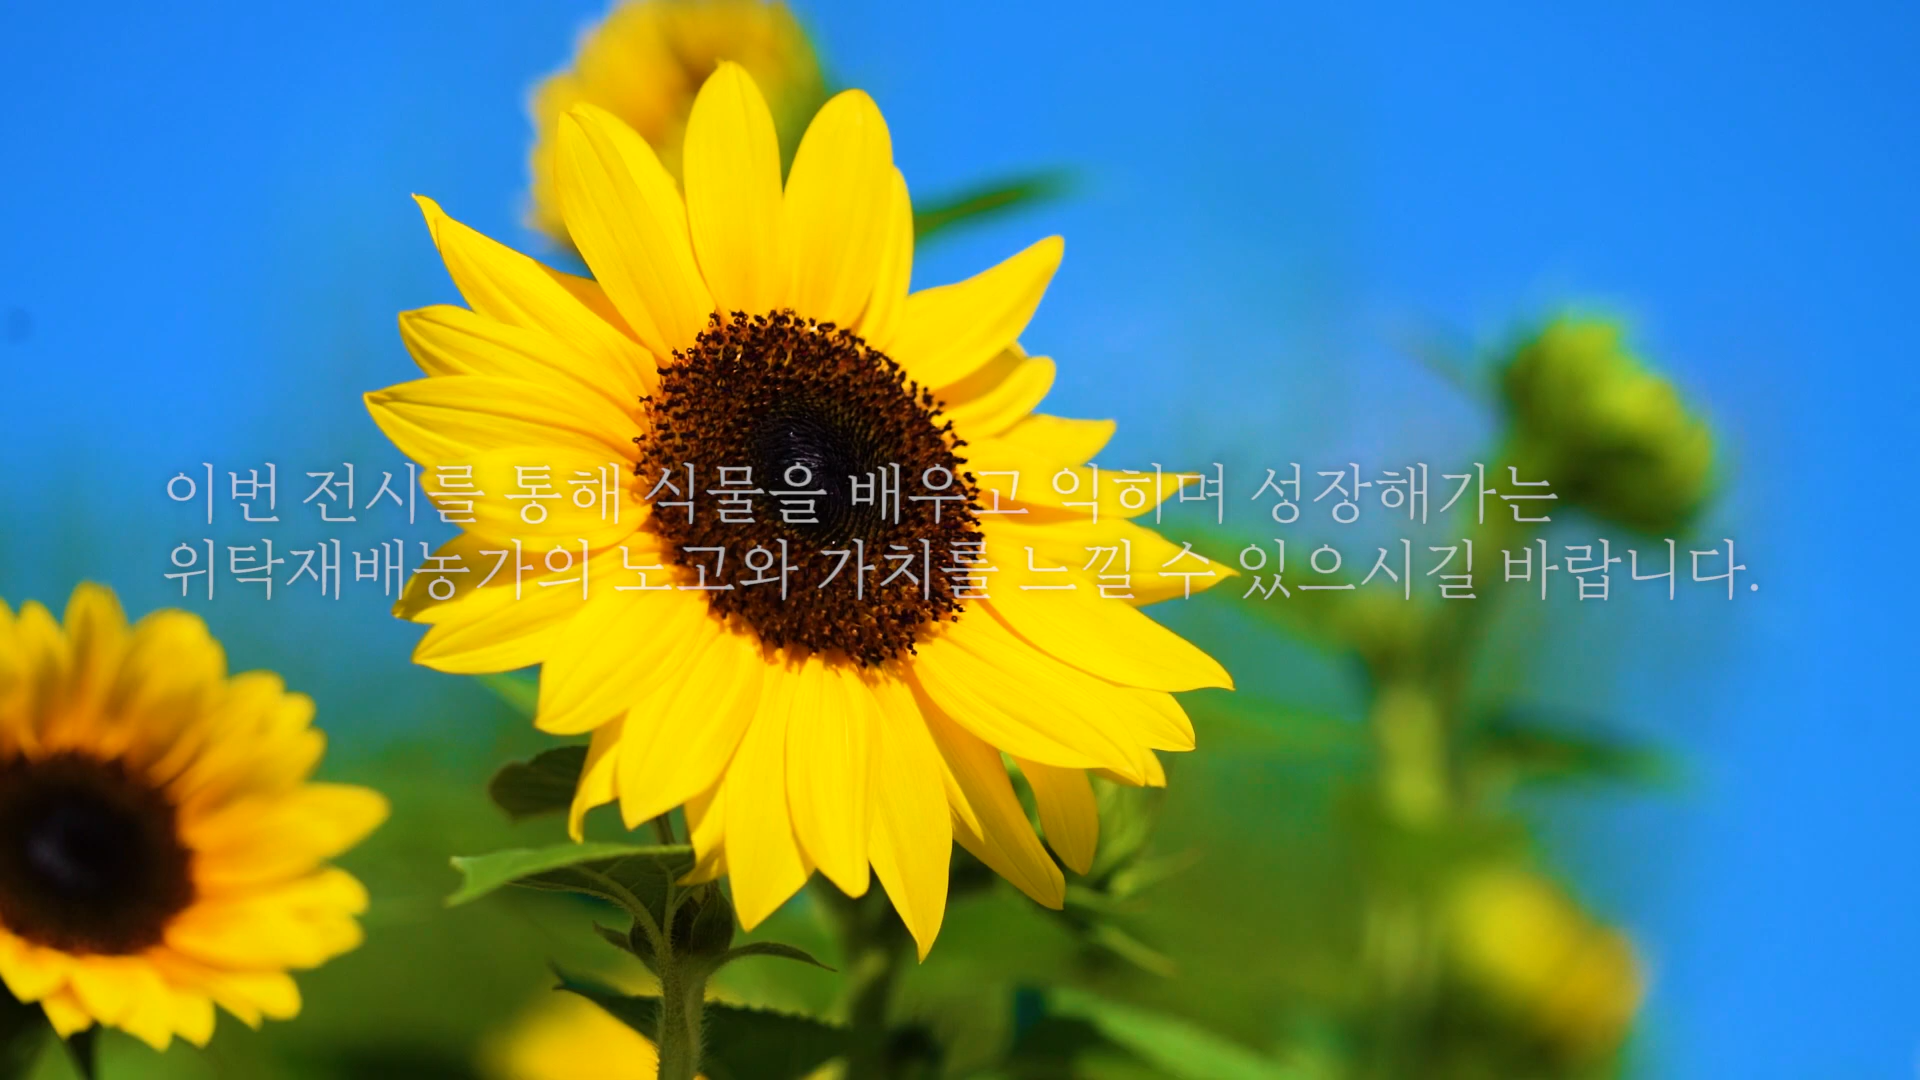 이번 전시를 통해 식물을 배우고 익히며 성장해가는
위탁재배농가의 노고와 가치를 느낄 수 있으시길 바랍니다.